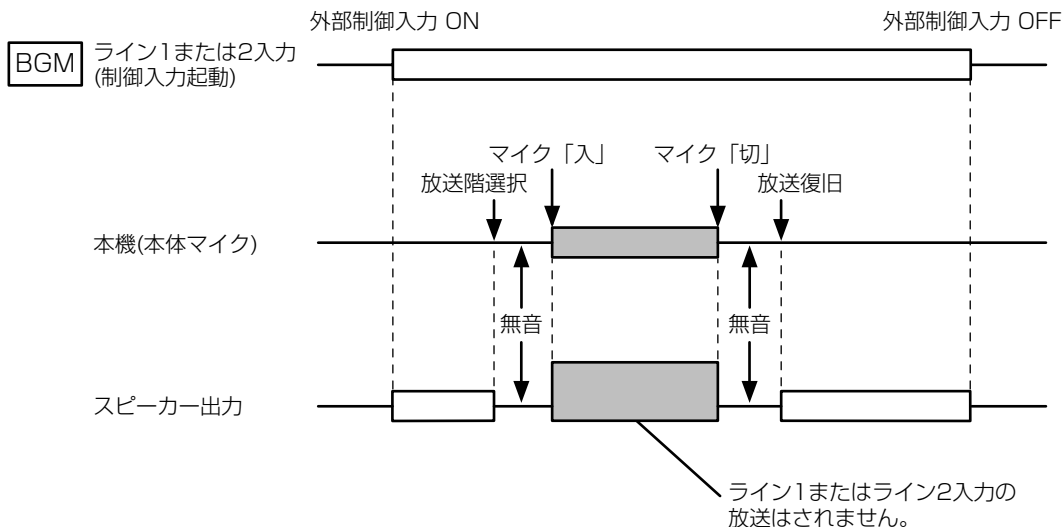 外部制御入力 ON
外部制御入力 OFF
BGM
ライン1または2入力
(制御入力起動)
マイク「入」
マイク「切」
放送階選択
放送復旧
本機(本体マイク)
無音
無音
スピーカー出力
ライン1またはライン2入力の
放送はされません。